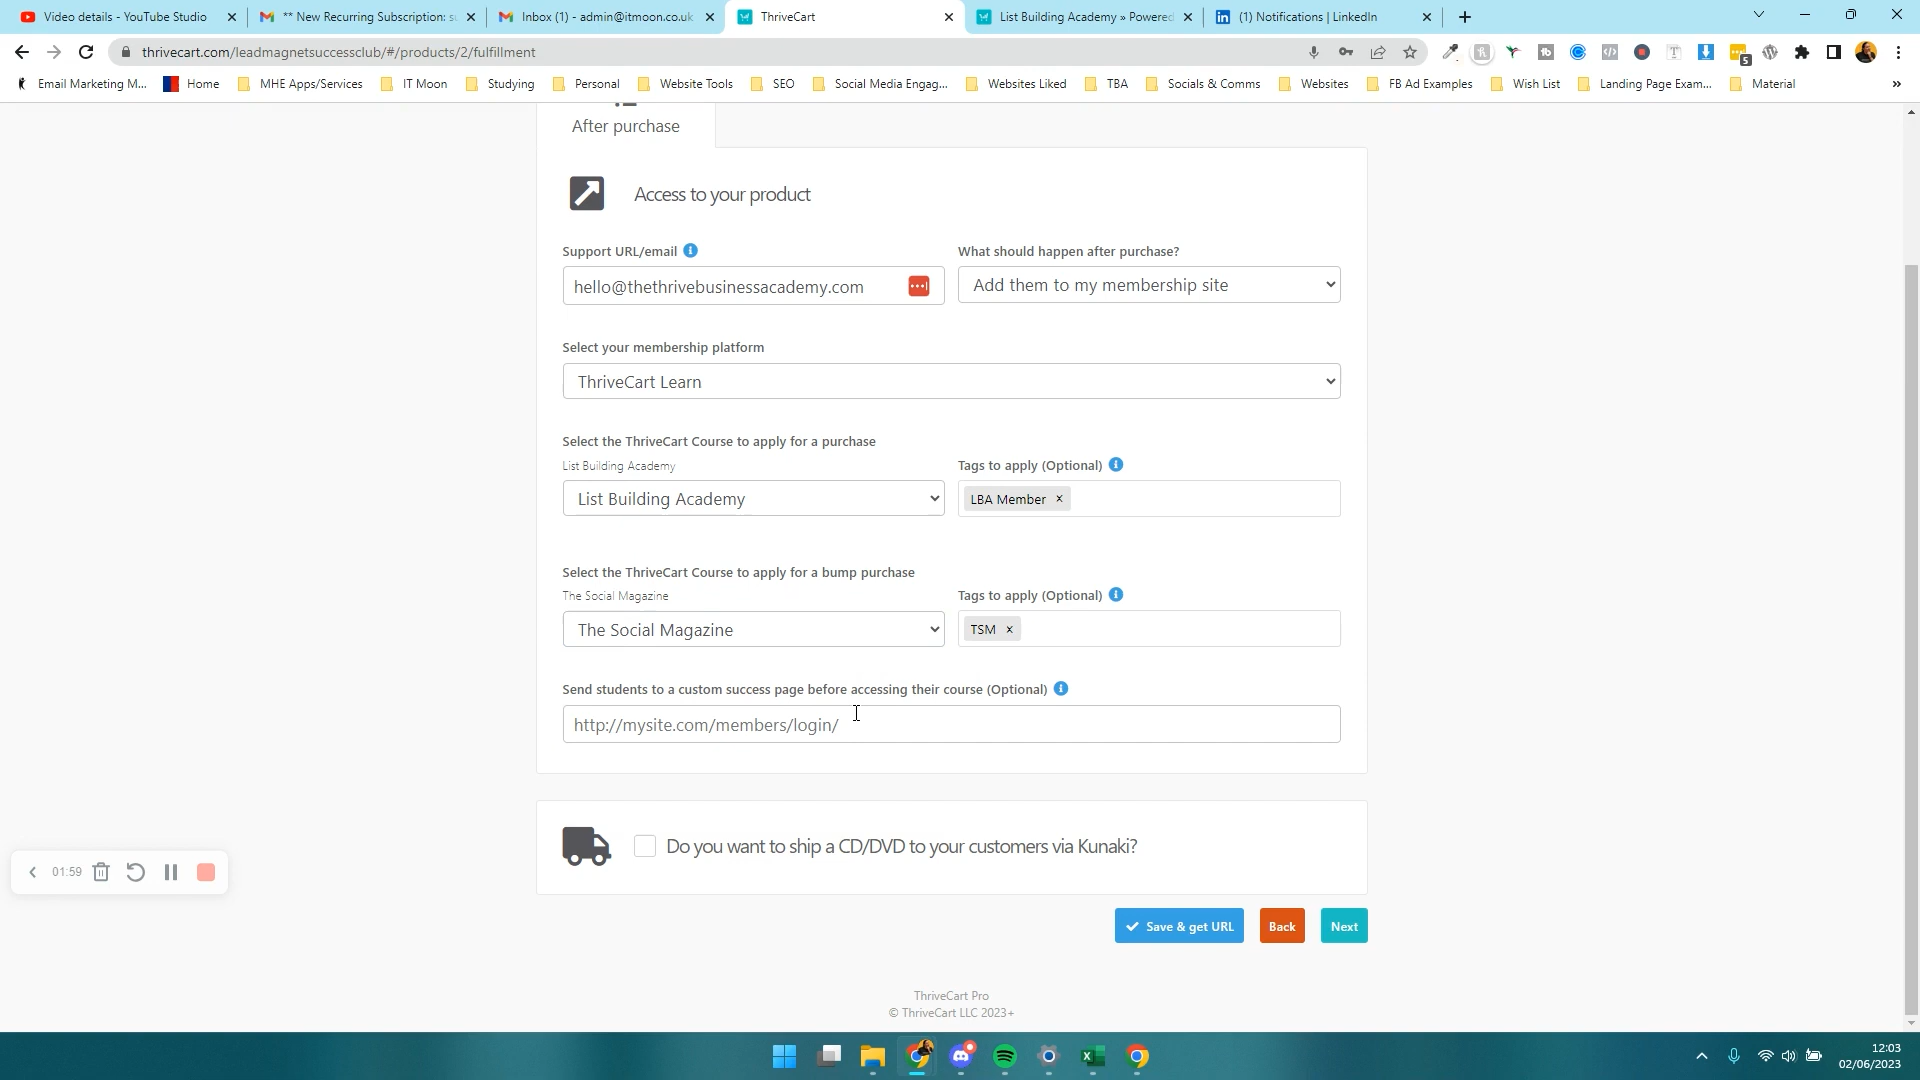 Video details - YouTube Studio
** New Recurring Subscription: su
Inbox (1) - admin@itmoon.co.uk
ThriveCart
List Building Academy » Powered
(1) Notifications | LinkedIn
thrivecart.com/leadmagnetsuccessclub/#/products/2/fulfillment
5
Email Marketing M...
Home
MHE Apps/Services
IT Moon
Studying
Personal
Website Tools
SEO
Social Media Engag...
Websites Liked
TBA
Socials & Comms
Websites
FB Ad Examples
Wish List
Landing Page Exam...
Material
»
After purchase
Access to your product
Support URL/email
What should happen after purchase?
hello@thethrivebusinessacademy.com
Add them to my membership site
Select your membership platform
ThriveCart Learn
Select the ThriveCart Course to apply for a purchase
List Building Academy
Tags to apply (Optional)
List Building Academy
LBA Member ×
Select the ThriveCart Course to apply for a bump purchase
The Social Magazine
Tags to apply (Optional)
The Social Magazine
TSM ×
Send students to a custom success page before accessing their course (Optional)
http://mysite.com/members/login/
Do you want to ship a CD/DVD to your customers via Kunaki?
01:59
Save & get URL
Back
Next
ThriveCart Pro
© ThriveCart LLC 2023+
12:03
02/06/2023